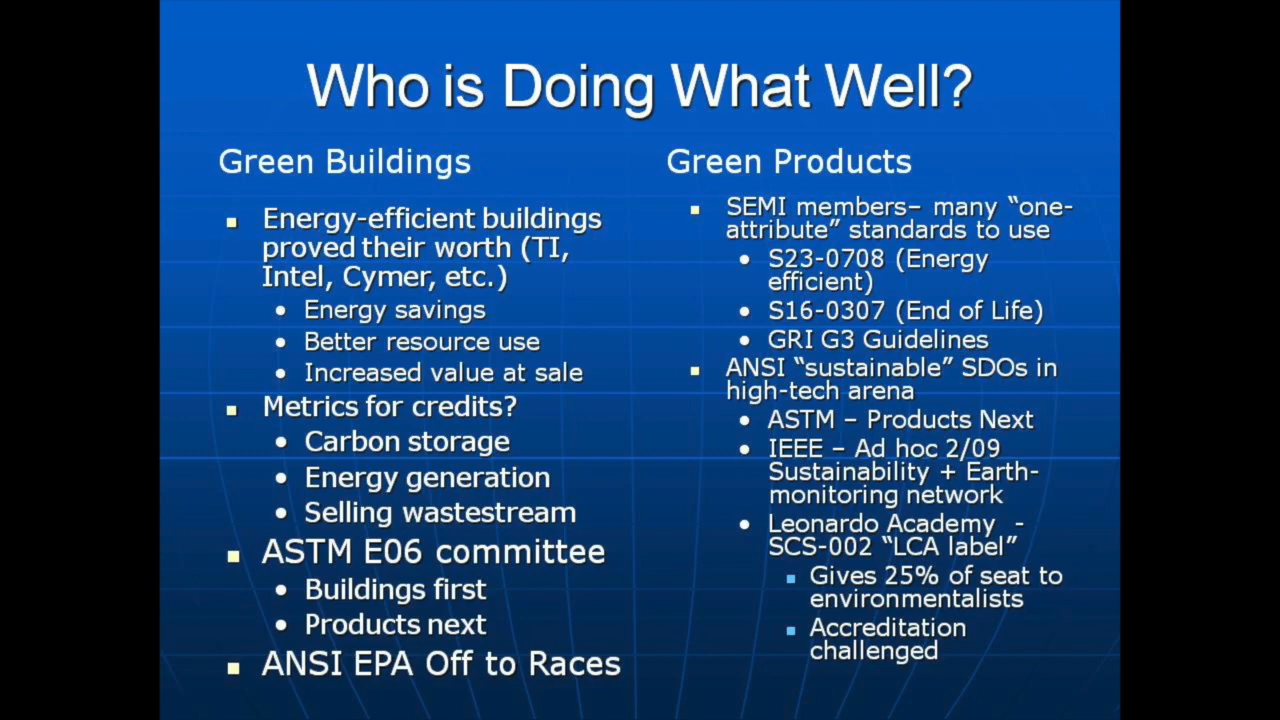 Who is Doing What Well?
Green Buildings
Energy-efficient buildings
proved their worth (TI,
Intel, Cymer, etc.)
Energy savings
Better resource use
Increased value at sale
Metrics for credits?
Carbon storage
Energy generation
Selling wastestream
ASTM E06 committee
Buildings first
Products next
ANSI EPA Off to Races
Green Products
SEMI members– many “one-
attribute” standards to use
S23-0708 (Energy
efficient)
S16-0307 (End of Life)
GRI G3 Guidelines
ANSI “sustainable” SDOs in
high-tech arena
ASTM – Products Next
IEEE – Ad hoc 2/09
Sustainability + Earth-
monitoring network
Leonardo Academy -
SCS-002 “LCA label”
Gives 25% of seat to
environmentalists
Accreditation
challenged